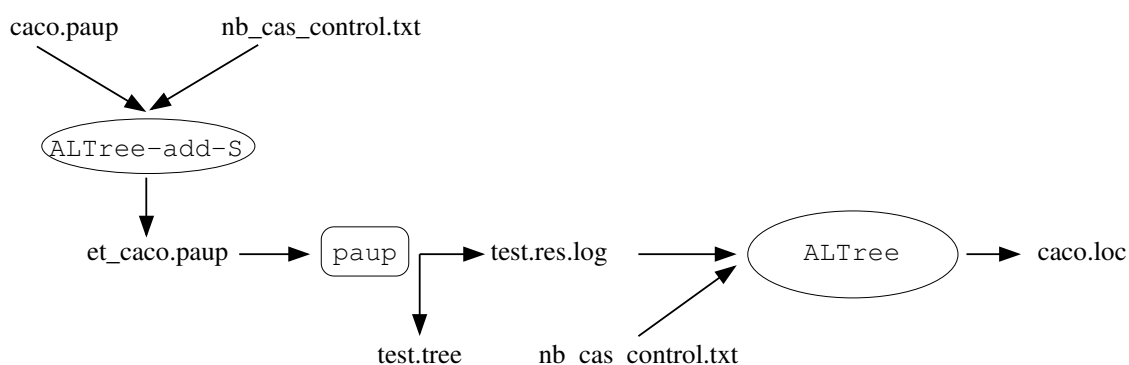 caco.paup nb_cas_control.txt
ALTree-add-S
et_caco.paup paup test.res.log ALTree caco.loc
test.tree nb_cas_control.txt